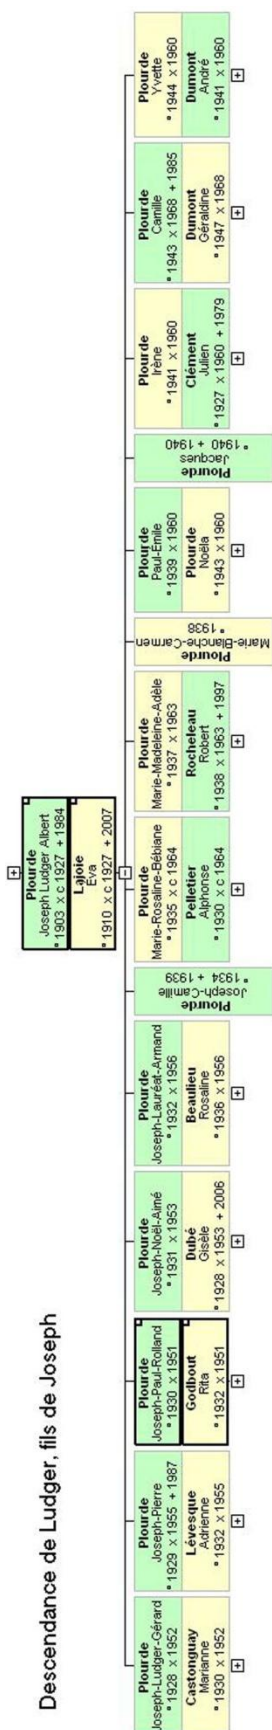 Descendance de Ludger, fils de Joseph
Plourde
Joseph Ludger Albert
° 1903 x c 1927 + 1984
Lajoie
Eva
° 1910 x c 1927 + 2007
Plourde
Joseph-Ludger-Gérard
° 1928 x 1952
Castonguay
Marianne
° 1930 x 1952
Plourde
Joseph-Pierre
° 1929 x 1955 + 1987
Lévesque
Adrienne
° 1932 x 1955
Plourde
Joseph-Paul-Rolland
° 1930 x 1951
Godbout
Rita
° 1932 x 1951
Plourde
Joseph-Noël-Aimé
° 1931 x 1953
Dubé
Gisèle
° 1928 x 1953 + 2006
Plourde
Joseph-Lauréat-Armand
° 1932 x 1956
Beaulieu
Rosaline
° 1936 x 1956
Plourde
Joseph-Camille
° 1934 + 1939
Plourde
Marie-Rosaline-Bébiane
° 1935 x c 1964
Pelletier
Alphonse
° 1930 x c 1964
Plourde
Marie-Madeleine-Adèle
° 1937 x 1963
Rocheleau
Robert
° 1938 x 1963 + 1997
Plourde
Marie-Blanche-Carmen
° 1938
Plourde
Paul-Emile
° 1939 x 1960
Plourde
Noëla
° 1943 x 1960
Plourde
Jacques
° 1940 + 1940
Plourde
Irène
° 1941 x 1960
Clément
Julien
° 1927 x 1960 + 1979
Plourde
Camille
° 1943 x 1968 + 1985
Dumont
Géraldine
° 1947 x 1968
Plourde
Yvette
° 1944 x 1960
Dumont
André
° 1941 x 1960